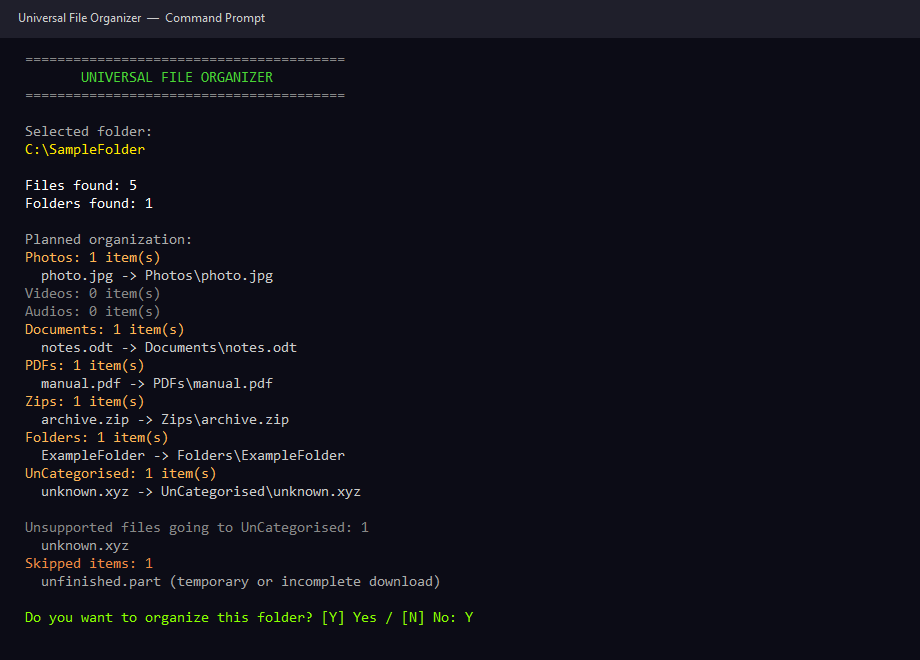 Universal File Organizer — Command Prompt
========================================
UNIVERSAL FILE ORGANIZER
========================================
Selected folder:
C:\SampleFolder
Files found: 5
Folders found: 1
Planned organization:
Photos: 1 item(s)
photo.jpg -> Photos\photo.jpg
Videos: 0 item(s)
Audios: 0 item(s)
Documents: 1 item(s)
notes.odt -> Documents\notes.odt
PDFs: 1 item(s)
manual.pdf -> PDFs\manual.pdf
Zips: 1 item(s)
archive.zip -> Zips\archive.zip
Folders: 1 item(s)
ExampleFolder -> Folders\ExampleFolder
UnCategorised: 1 item(s)
unknown.xyz -> UnCategorised\unknown.xyz
Unsupported files going to UnCategorised: 1
unknown.xyz
Skipped items: 1
unfinished.part (temporary or incomplete download)
Do you want to organize this folder? [Y] Yes / [N] No: Y